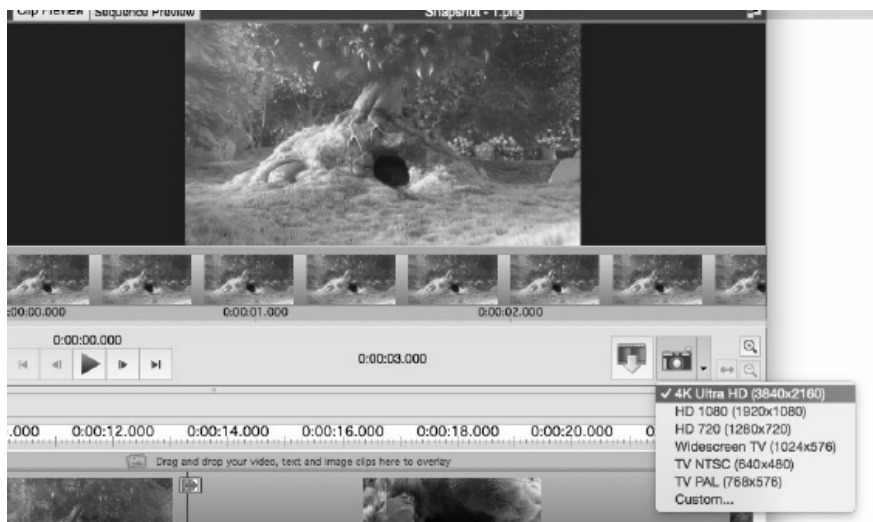 Clip Preview Sequence Preview Snapshot - 1.png
:00:00.000 0:00:01.000 0:00:02.000
0:00:00.000
0:00:03.000
4K Ultra HD (3840x2160)
HD 1080 (1920x1080)
HD 720 (1280x720)
Widescreen TV (1024x576)
TV NTSC (640x480)
TV PAL (768x576)
Custom...
.000 0:00:12.000 0:00:14.000 0:00:16.000 0:00:18.000 0:00:20.000 0
Drag and drop your video, text and image clips here to overlay